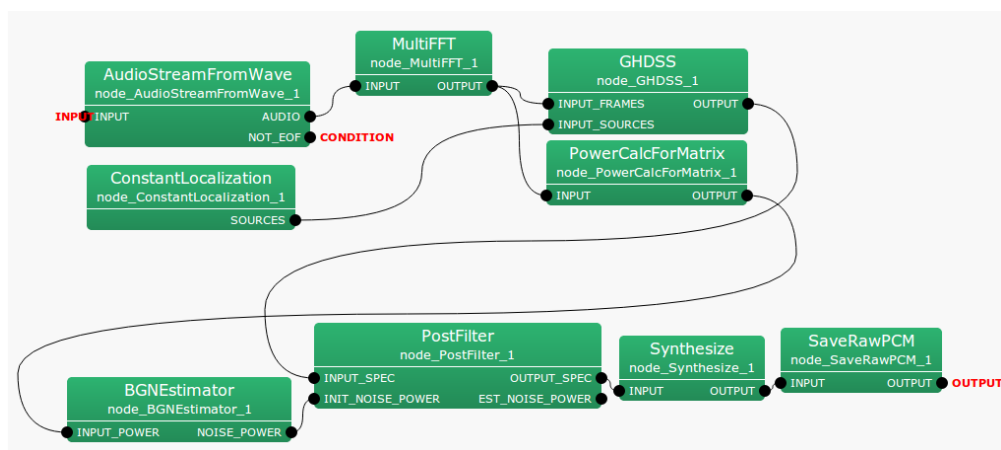 AudioStreamFromWave
node_AudioStreamFromWave_1
INPUT INPUT AUDIO
NOT_EOF CONDITION
MultiFFT
node_MultiFFT_1
INPUT OUTPUT
GHDSS
node_GHDSS_1
INPUT_FRAMES OUTPUT
INPUT_SOURCES
ConstantLocalization
node_ConstantLocalization_1
SOURCES
PowerCalcForMatrix
node_PowerCalcForMatrix_1
INPUT OUTPUT
BGNEstimator
node_BGNEstimator_1
INPUT_POWER NOISE_POWER
PostFilter
node_PostFilter_1
INPUT_SPEC OUTPUT_SPEC
INIT_NOISE_POWER EST_NOISE_POWER
Synthesize
node_Synthesize_1
INPUT OUTPUT
SaveRawPCM
node_SaveRawPCM_1
INPUT OUTPUT OUTPUT